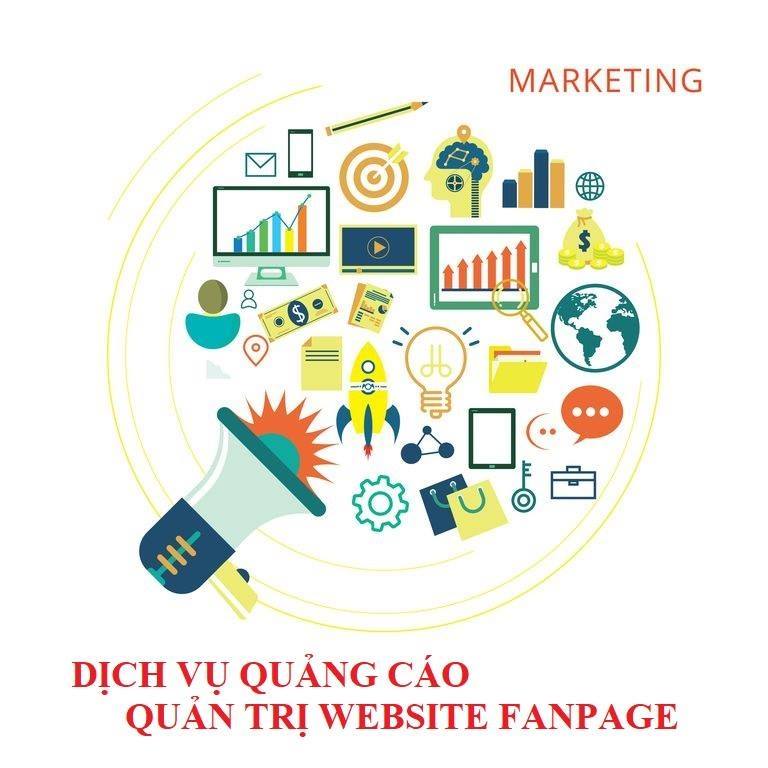 MARKETING
DỊCH VỤ QUẢNG CÁO
QUẢN TRỊ WEBSITE FANPAGE